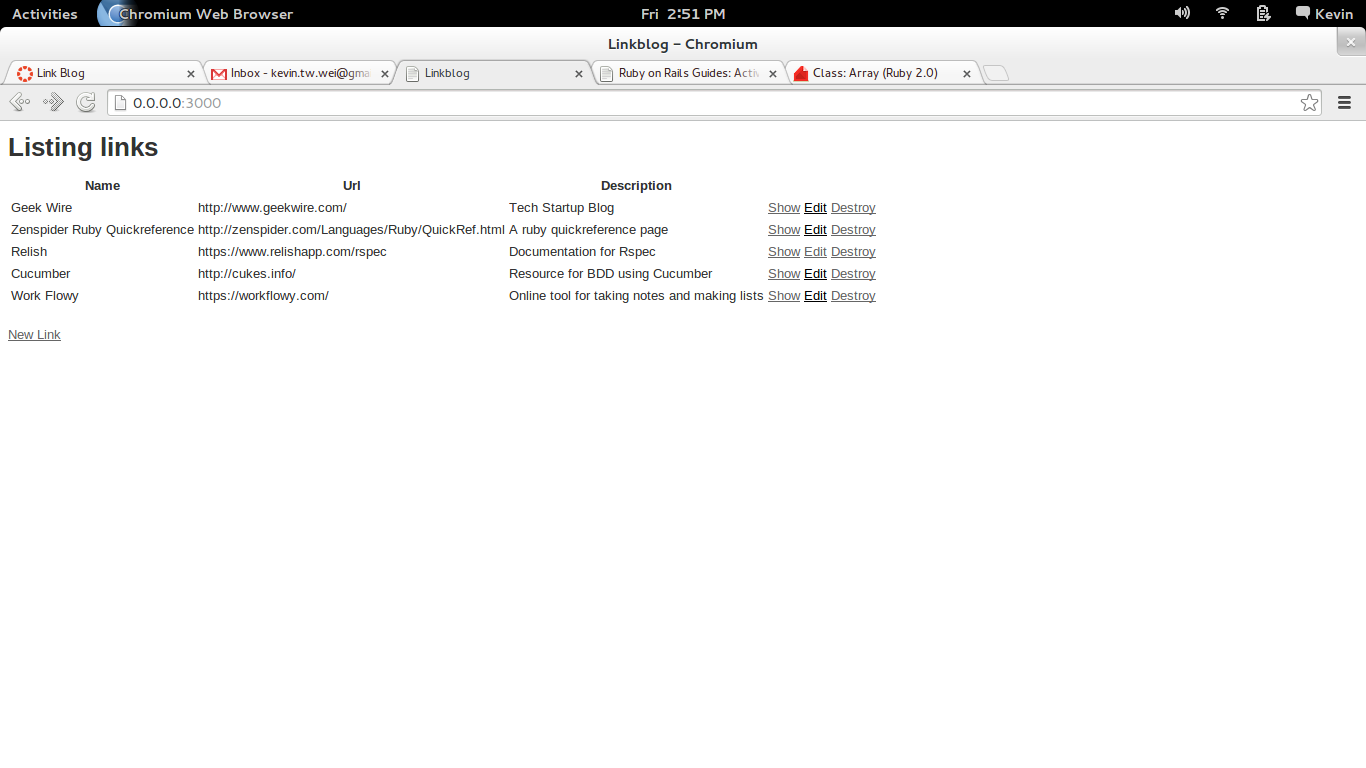 Activities Chromium Web Browser Fri 2:51 PM Kevin
Linkblog - Chromium
Link Blog Inbox - kevin.tw.wei@gma Linkblog Ruby on Rails Guides: Acti Class: Array (Ruby 2.0)
0.0.0.0:3000
Listing links
Name Url Description
Geek Wire http://www.geekwire.com/ Tech Startup Blog Show Edit Destroy
Zenspider Ruby Quickreference http://zenspider.com/Languages/Ruby/QuickRef.html A ruby quickreference page Show Edit Destroy
Relish https://www.relishapp.com/rspec Documentation for Rspec Show Edit Destroy
Cucumber http://cukes.info/ Resource for BDD using Cucumber Show Edit Destroy
Work Flowy https://workflowy.com/ Online tool for taking notes and making lists Show Edit Destroy
New Link